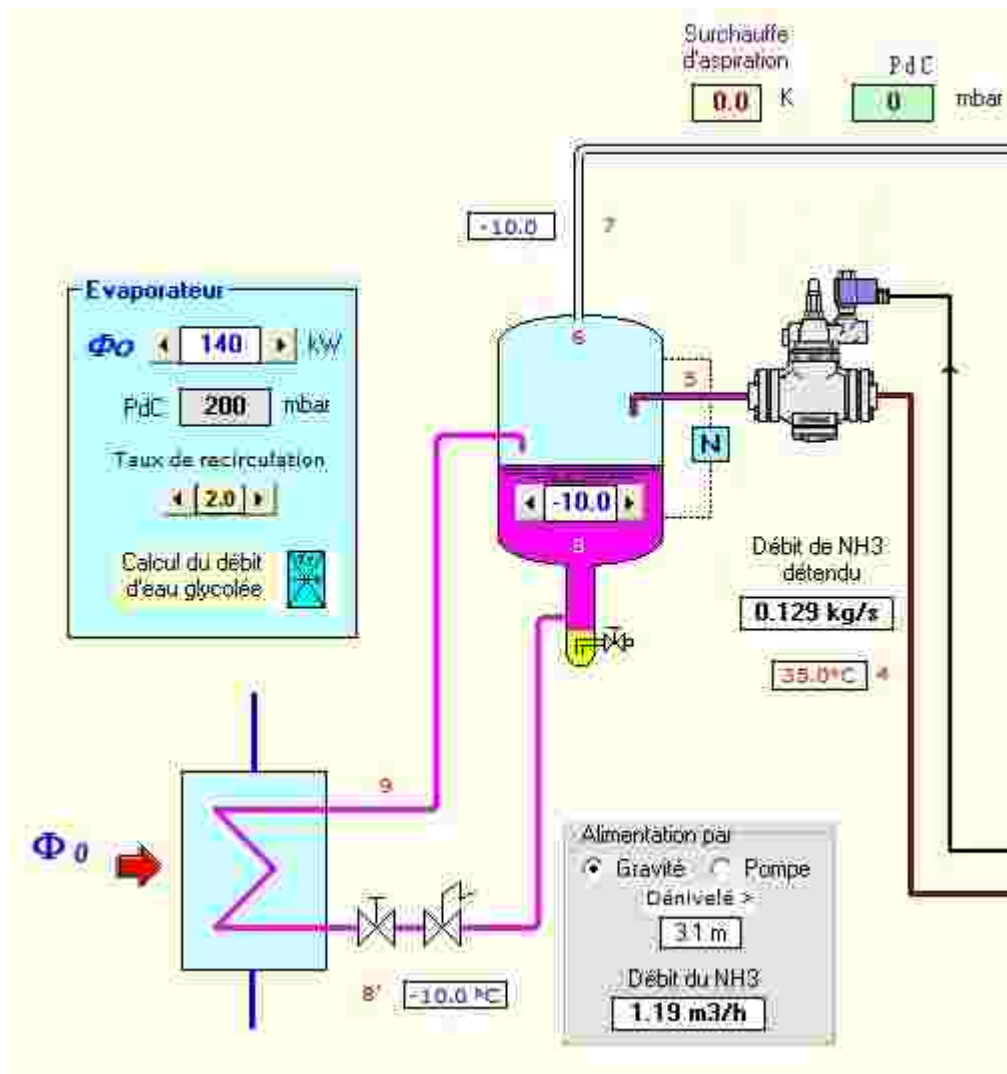 Surchauffe
d'aspiration
PdC
0.0 K
0 mbar
-10.0
7
Evaporateur
Φo 140 kW
PdC 200 mbar
Taux de recirculation
2.0
Calcul du débit
d'eau glycolée
6
5
N
-10.0
8
Débit de NH3
détendu
0.129 kg/s
35.0°C 4
9
Φ 0
Alimentation par
Gravité Pompe
Dénivelé >
8' -10.0 °C
Débit du NH3
1.19 m3/h